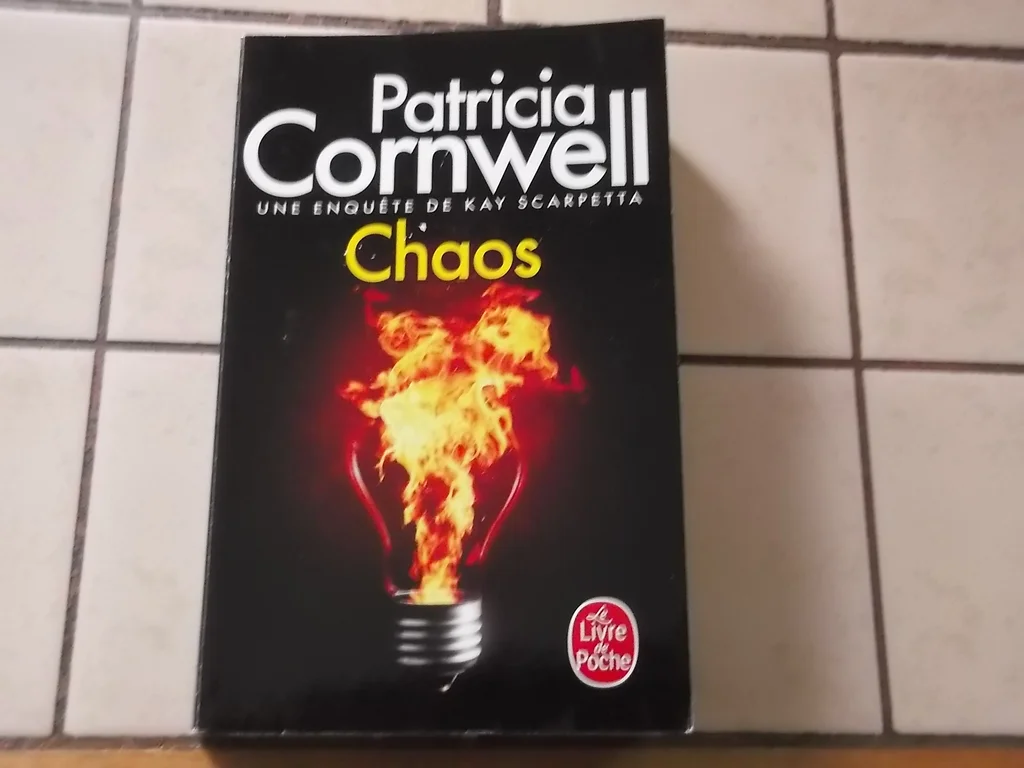 Patricia
Cornwell
UNE ENQUÊTE DE KAY SCARPETTA
Chaos
Le
Livre
de
Poche